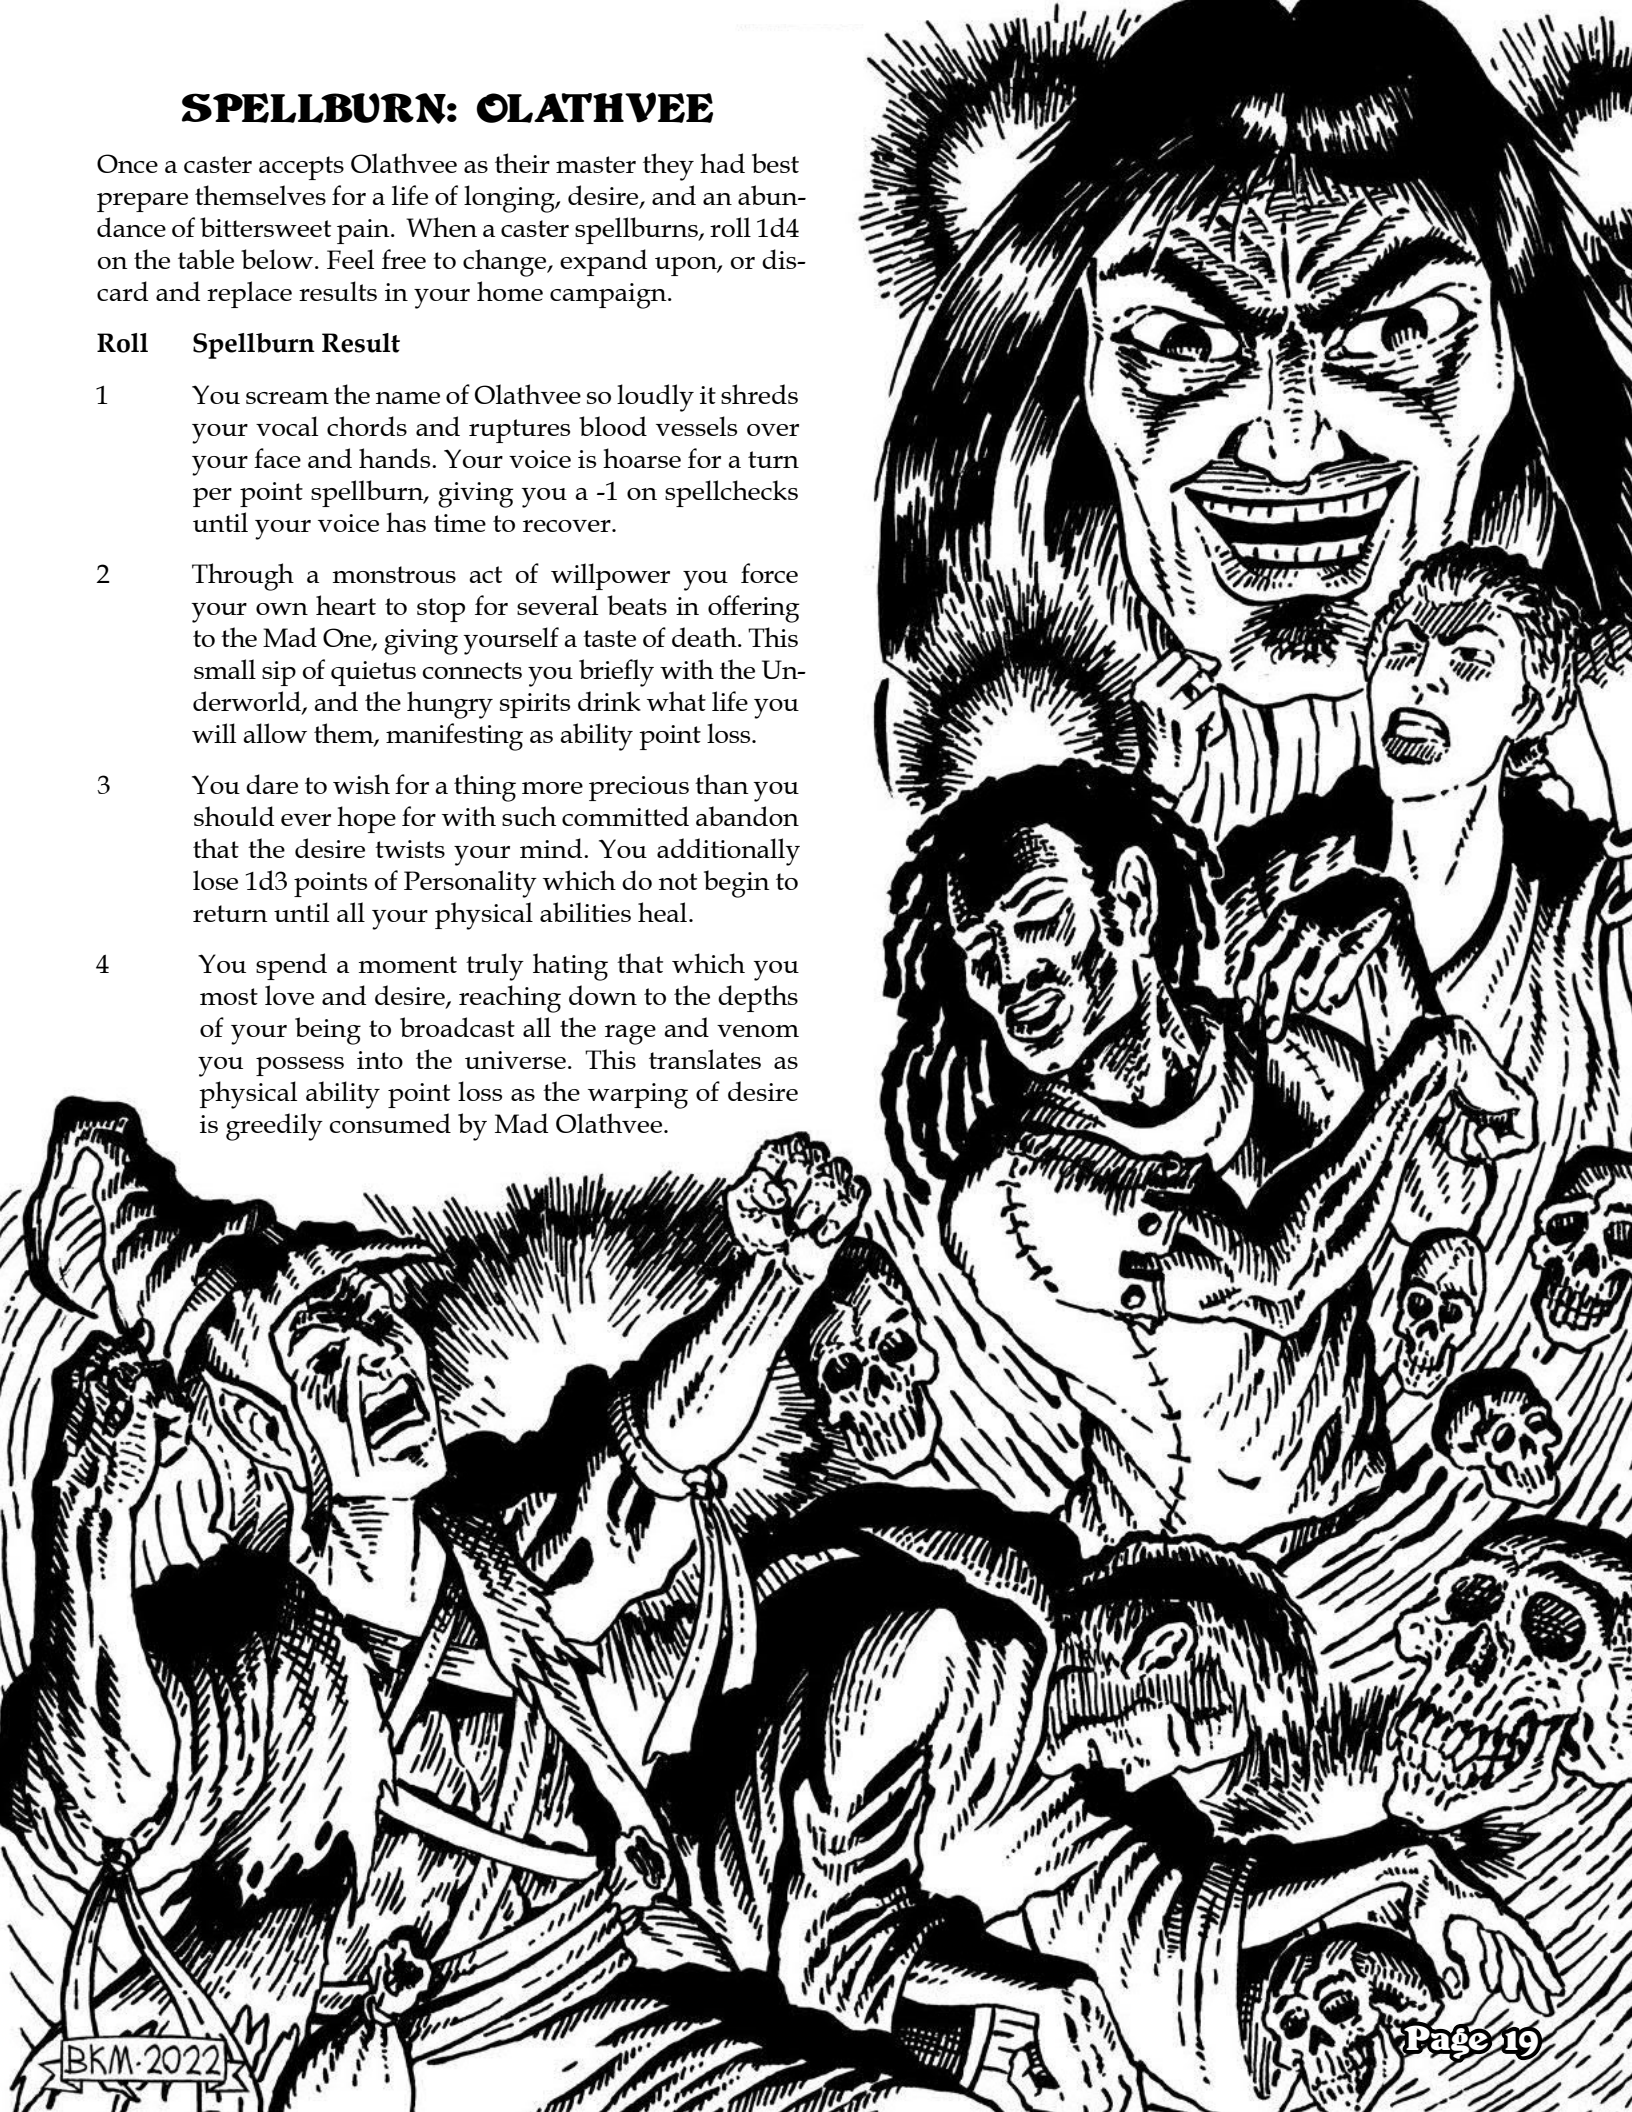 SPELLBURN: OLATHVEE
Once a caster accepts Olathvee as their master they had best
prepare themselves for a life of longing, desire, and an abun-
dance of bittersweet pain.  When a caster spellburns, roll 1d4
on the table below. Feel free to change, expand upon, or dis-
card and replace results in your home campaign.
Roll Spellburn Result
1 You scream the name of Olathvee so loudly it shreds
your vocal chords and ruptures blood vessels over
your face and hands. Your voice is hoarse for a turn
per point spellburn, giving you a -1 on spellchecks
until your voice has time to recover.
2 Through a monstrous act of willpower you force
your own heart to stop for several beats in offering
to the Mad One, giving yourself a taste of death. This
small sip of quietus connects you briefly with the Un-
derworld, and the hungry spirits drink what life you
will allow them, manifesting as ability point loss.
3 You dare to wish for a thing more precious than you
should ever hope for with such committed abandon
that the desire twists your mind. You additionally
lose 1d3 points of Personality which do not begin to
return until all your physical abilities heal.
4 You spend a moment truly hating that which you
most love and desire, reaching down to the depths
of your being to broadcast all the rage and venom
you possess into the universe. This translates as
physical ability point loss as the warping of desire
is greedily consumed by Mad Olathvee.
BKM·2022
Page 19